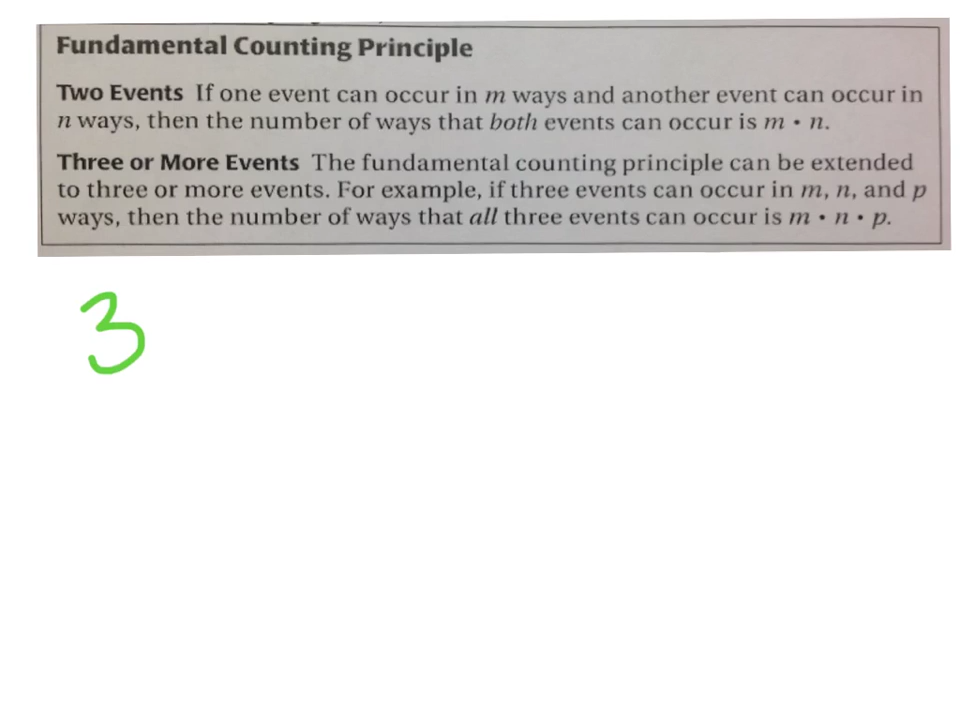 Fundamental Counting Principle
Two Events If one event can occur in m ways and another event can occur in
n ways, then the number of ways that both events can occur is m • n.
Three or More Events The fundamental counting principle can be extended
to three or more events. For example, if three events can occur in m, n, and p
ways, then the number of ways that all three events can occur is m • n • p.
3